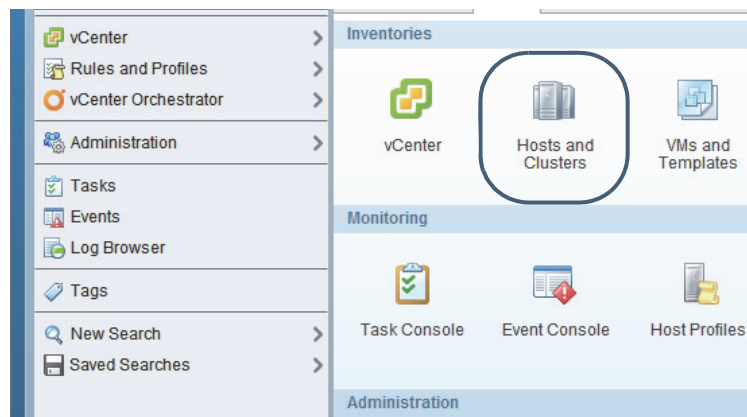 vCenter
Rules and Profiles
vCenter Orchestrator
Administration
Tasks
Events
Log Browser
Tags
New Search
Saved Searches
Inventories
vCenter
Hosts and
Clusters
VMs and
Templates
Monitoring
Task Console
Event Console
Host Profiles
Administration